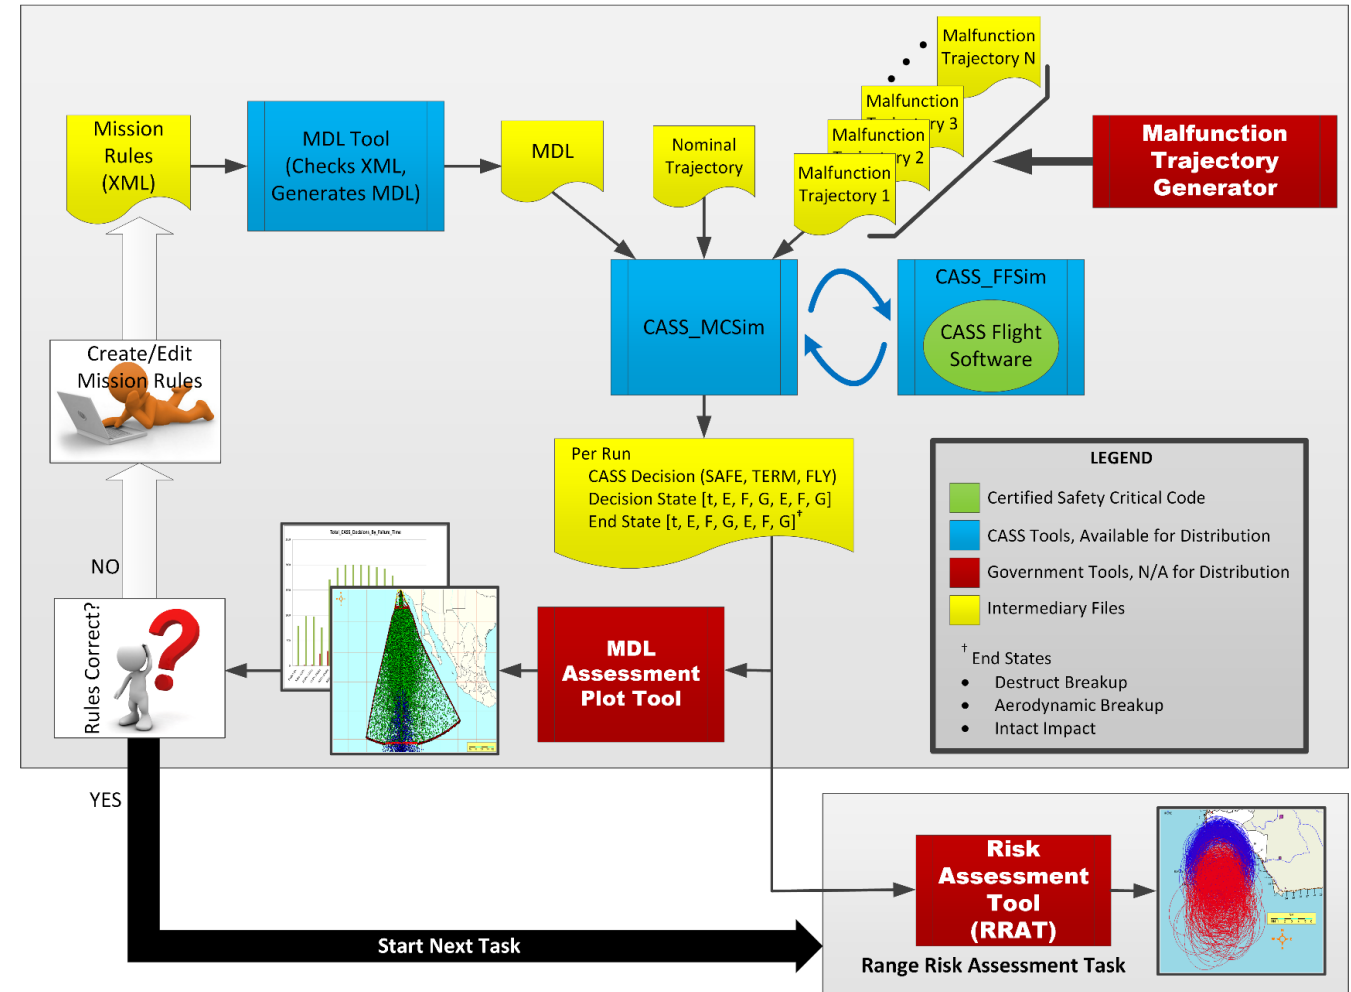 Mission
Rules
(XML)
MDL Tool
(Checks XML,
Generates MDL)
MDL
Nominal
Trajectory
Malfunction
Trajectory N
Malfunction
Trajectory 3
Malfunction
Trajectory 2
Malfunction
Trajectory 1
Malfunction
Trajectory
Generator
CASS_MCSim
CASS_FFSim
CASS Flight
Software
Create/Edit
Mission Rules
Per Run
CASS Decision (SAFE, TERM, FLY)
Decision State [t, E, F, G, E, F, G]
End State [t, E, F, G, E, F, G]†
LEGEND
Certified Safety Critical Code
CASS Tools, Available for Distribution
Government Tools, N/A for Distribution
Intermediary Files
† End States
● Destruct Breakup
● Aerodynamic Breakup
● Intact Impact
Total_CASS_Decisions_By_Failure_Time
MDL
Assessment
Plot Tool
NO
Rules Correct?
YES
Start Next Task
Risk
Assessment
Tool
(RRAT)
Range Risk Assessment Task